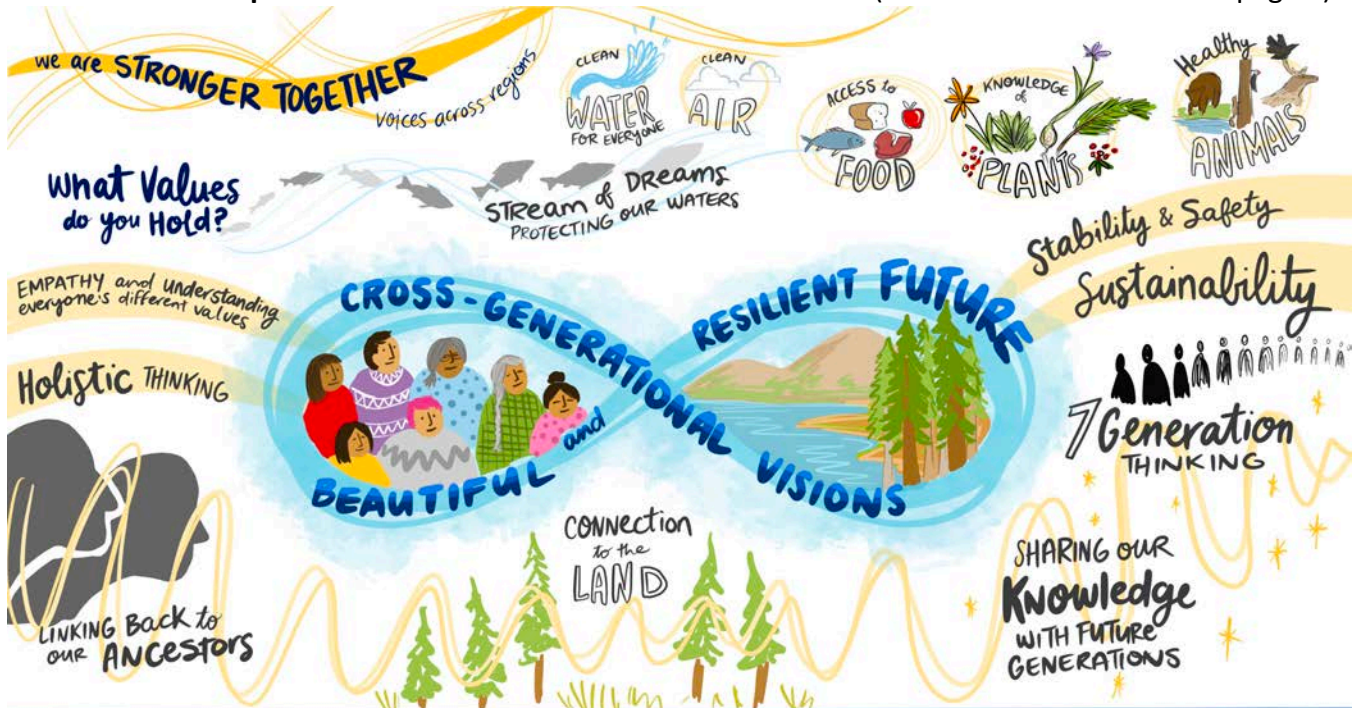 we are STRONGER TOGETHER
voices across regions
CLEAN
WATER
FOR EVERYONE
CLEAN
AIR
ACCESS to
FOOD
KNOWLEDGE
of
PLANTS
Healthy
ANIMALS
What Values
do you Hold?
STReam of DReams
PROTECTING OUR WATERS
Stability & Safety
Sustainability
EMPATHY and Understanding
everyone's different values
Holistic THINKING
CROSS-GENERATIONAL VISIONS
BEAUTIFUL and
RESILIENT FUTURE
7 Generation
THINKING
CONNECTION
to the
LAND
LINKING BACK to
OUR ANCESTORS
SHARING OUR
KNOWLEDGE
WITH FUTURE
GENERATIONS